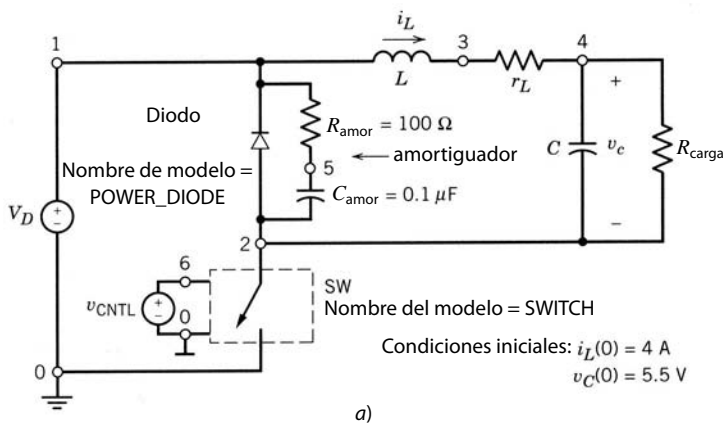 1
i_L
3
4
L
r_L
+
Diodo
R_amor = 100 Ω
C
v_c
R_carga
amortiguador
Nombre de modelo =
POWER_DIODE
5
C_amor = 0.1 μF
V_D
+
−
−
2
6
v_CNTL
+
−
0
SW
Nombre del modelo = SWITCH
Condiciones iniciales: i_L(0) = 4 A
v_C(0) = 5.5 V
0
a)